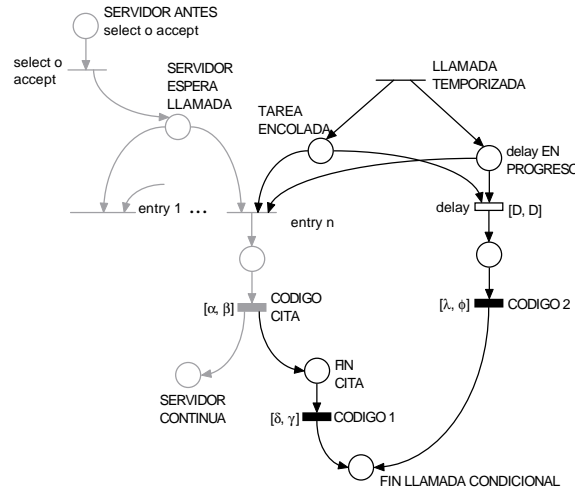 SERVIDOR ANTES
select o accept
select o
accept
SERVIDOR
ESPERA
LLAMADA
LLAMADA
TEMPORIZADA
TAREA
ENCOLADA
delay EN
PROGRESO
entry 1 ...
entry n
delay
[D, D]
[α, β]
CODIGO
CITA
[λ, φ]
CODIGO 2
FIN
CITA
SERVIDOR
CONTINUA
[δ, γ]
CODIGO 1
FIN LLAMADA CONDICIONAL